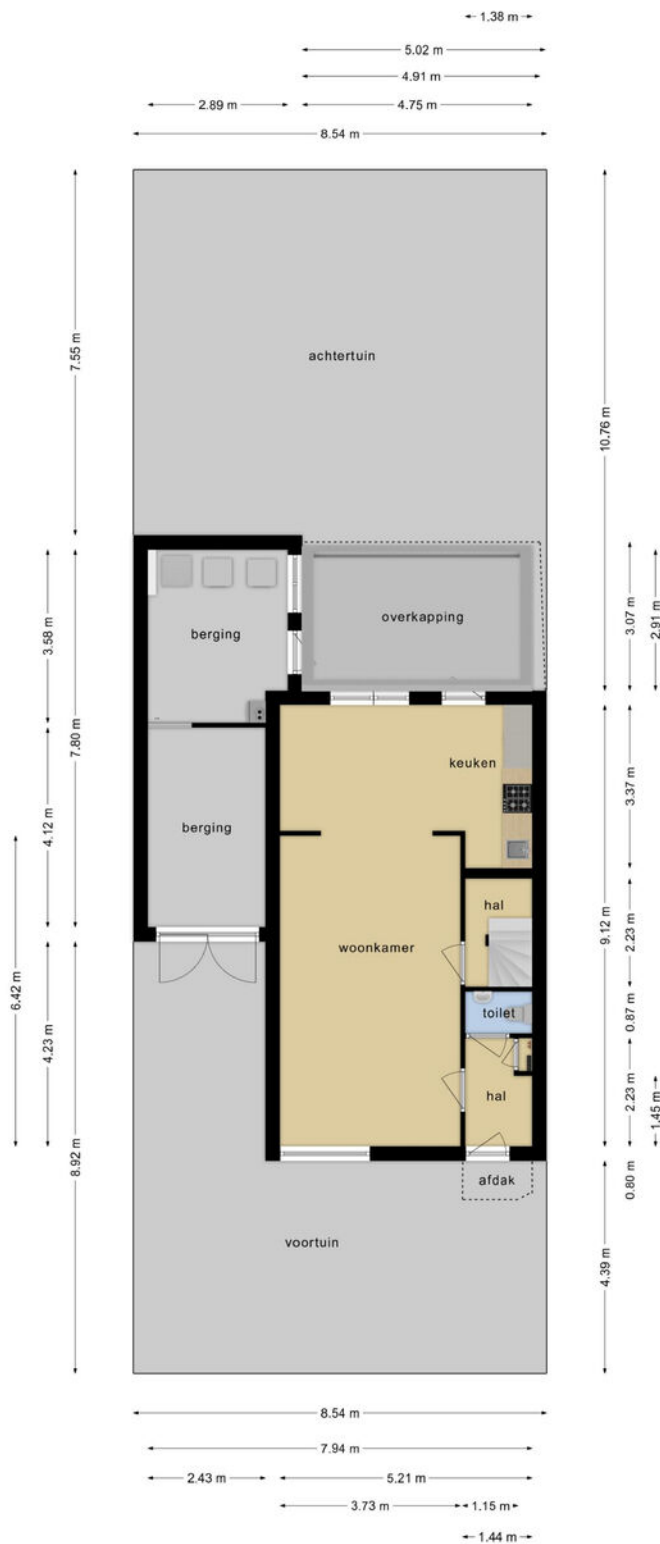 1.38 m
5.02 m
4.91 m
2.89 m
4.75 m
8.54 m
7.55 m
achtertuin
10.76 m
3.58 m
berging
overkapping
3.07 m
2.91 m
7.80 m
keuken
3.37 m
4.12 m
berging
hal
9.12 m
2.23 m
6.42 m
4.23 m
woonkamer
toilet
0.87 m
hal
2.23 m
1.45 m
8.92 m
afdak
0.80 m
voortuin
4.39 m
8.54 m
7.94 m
2.43 m
5.21 m
3.73 m
1.15 m
1.44 m